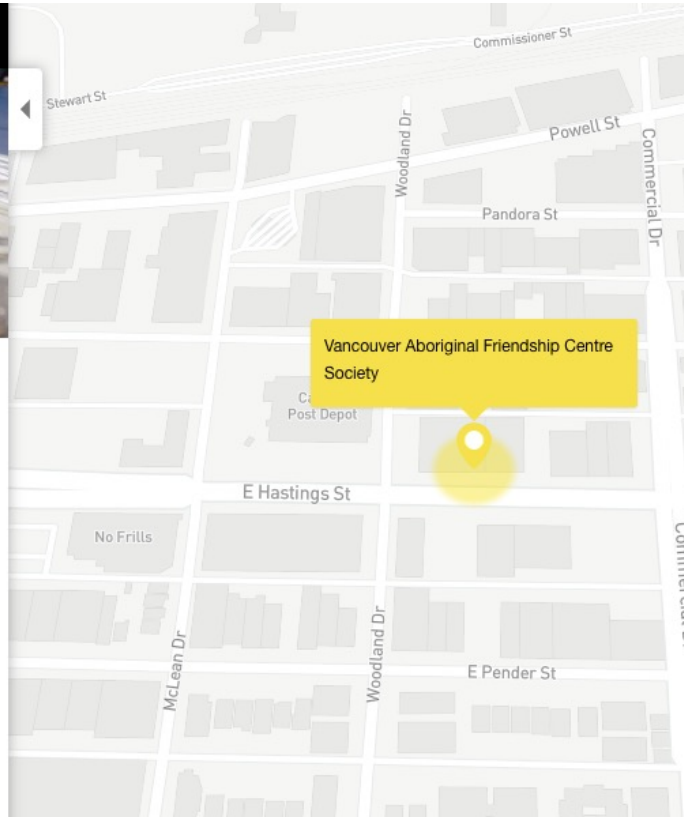 Commissioner St
Stewart St
Powell St
Woodland Dr
Commercial Dr
Pandora St
Vancouver Aboriginal Friendship Centre
Society
Post Depot
E Hastings St
No Frills
Woodland Dr
McLean Dr
E Pender St